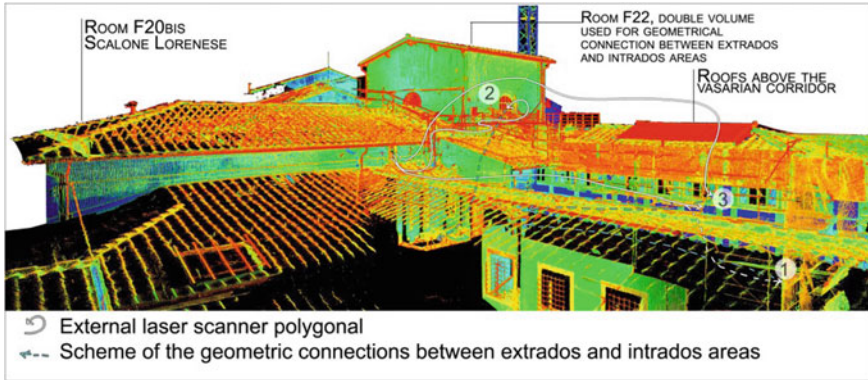 ROOM F20BIS
SCALONE LORENESE
ROOM F22, DOUBLE VOLUME
USED FOR GEOMETRICAL
CONNECTION BETWEEN EXTRADOS
AND INTRADOS AREAS
ROOFS ABOVE THE
VASARIAN CORRIDOR
2
3
1
External laser scanner polygonal
Scheme of the geometric connections between extrados and intrados areas